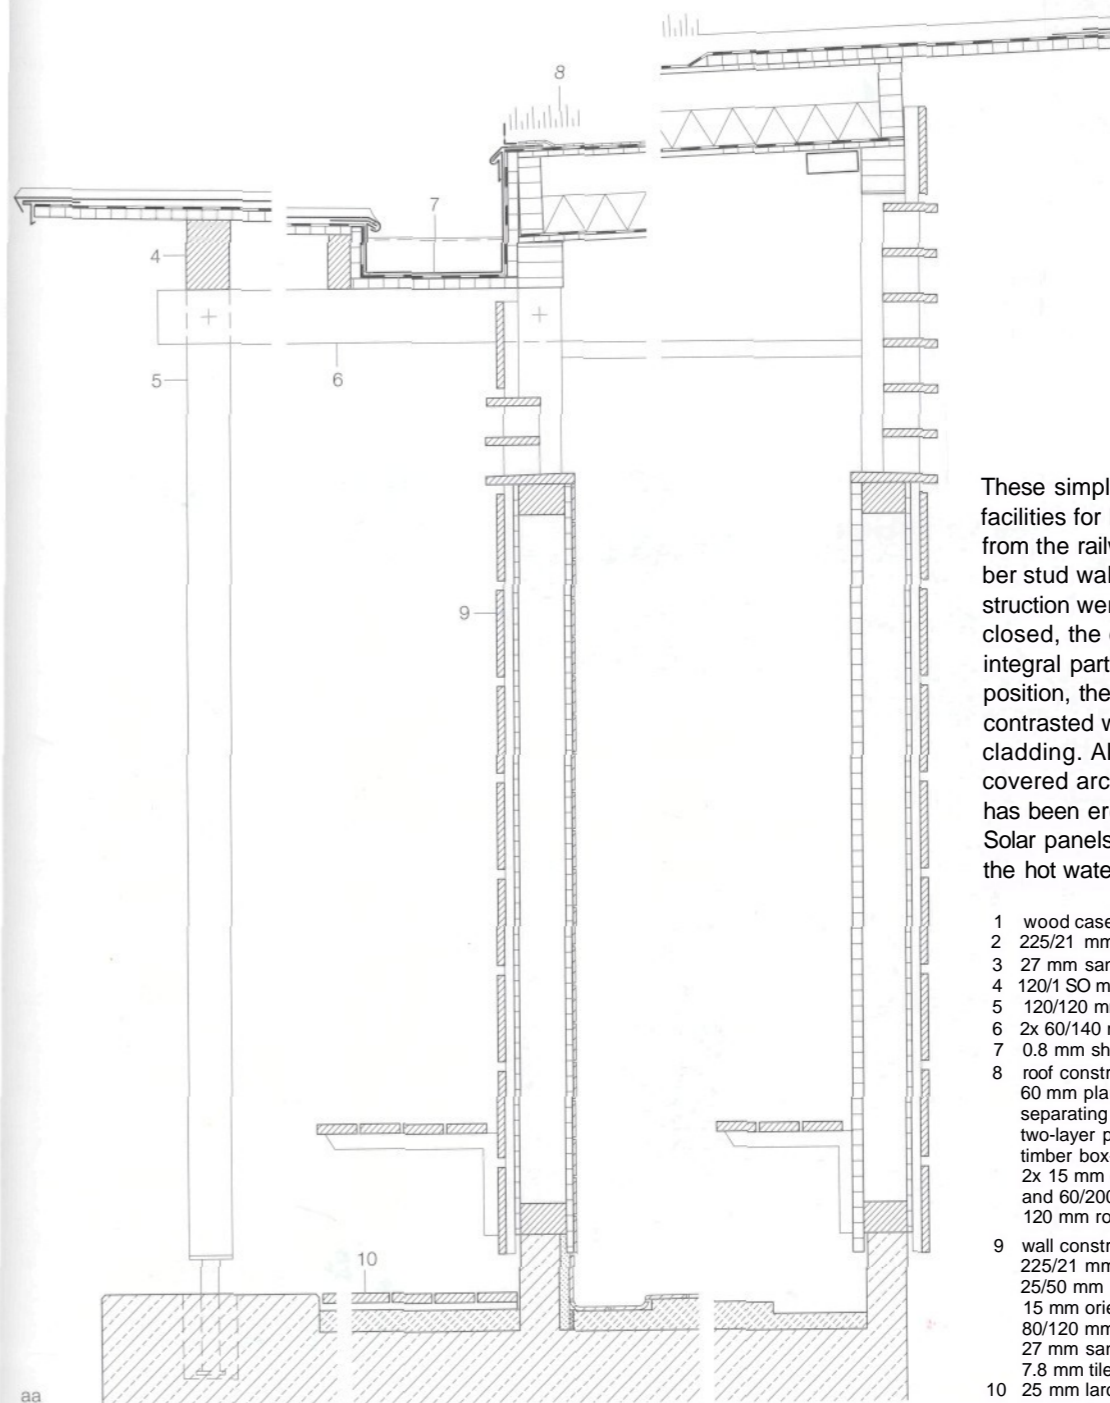 8
7
4
5
6
9
10
aa
These simpl
facilities for
from the railw
ber stud wal
struction wer
closed, the
integral part
position, the
contrasted w
cladding. Al
covered arc
has been er
Solar panels
the hot wate
1 wood case
2 225/21 mm
3 27 mm san
4 120/1 SO m
5 120/120 m
6 2x 60/140
7 0.8 mm sh
8 roof constr
60 mm pla
separating
two-layer p
timber box
2x 15 mm
and 60/200
120 mm ro
9 wall constr
225/21 mm
25/50 mm
15 mm orie
80/120 mm
27 mm san
7.8 mm tile
10 25 mm larc